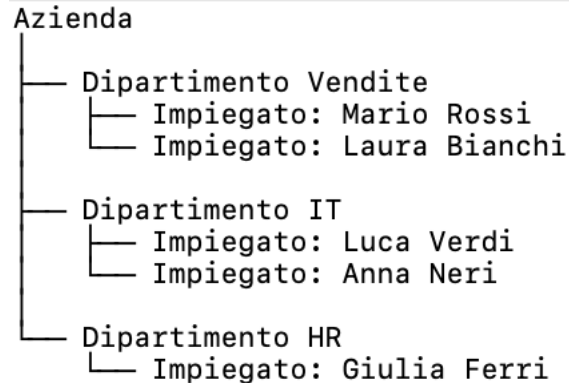 Azienda
Dipartimento Vendite
Impiegato: Mario Rossi
Impiegato: Laura Bianchi
Dipartimento IT
Impiegato: Luca Verdi
Impiegato: Anna Neri
Dipartimento HR
Impiegato: Giulia Ferri